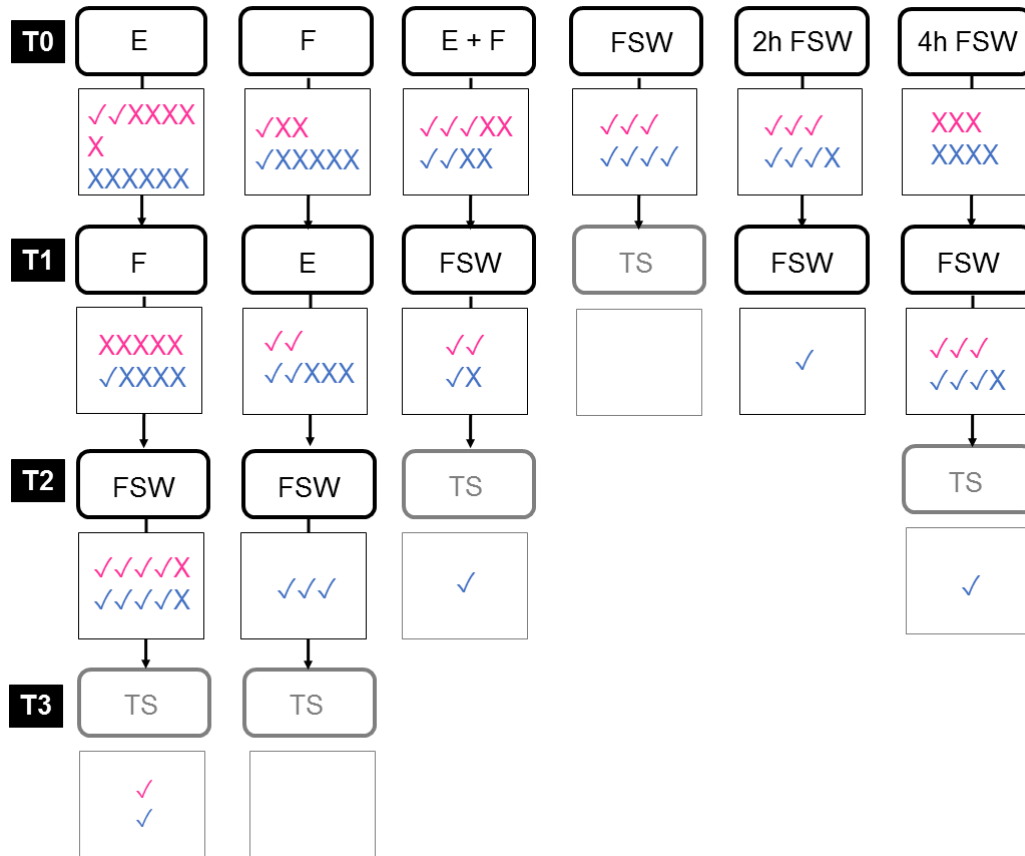 T0 E F E + F FSW 2h FSW 4h FSW
✓✓XXXX ✓XX ✓✓✓XX ✓✓✓ ✓✓✓ XXX
X ✓XXXXX ✓✓XX ✓✓✓✓ ✓✓✓X XXXX
XXXXXX
T1 F E FSW TS FSW FSW
XXXXX ✓✓ ✓✓ ✓✓✓
✓XXXX ✓✓XXX ✓X ✓ ✓✓✓X
T2 FSW FSW TS TS
✓✓✓✓X
✓✓✓✓X ✓✓✓ ✓ ✓
T3 TS TS
✓
✓